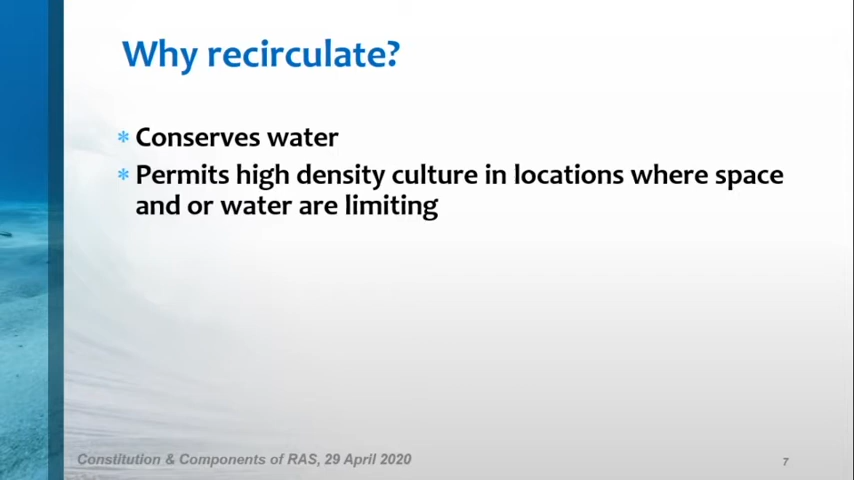 Why recirculate?
* Conserves water
* Permits high density culture in locations where space
and or water are limiting
Constitution & Components of RAS, 29 April 2020
7